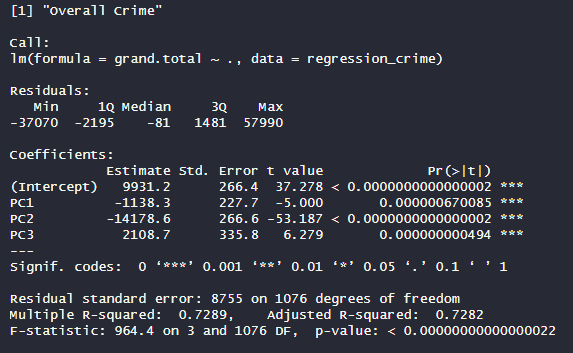 [1] "Overall Crime"
Call:
lm(formula = grand.total ~ ., data = regression_crime)
Residuals:
Min 1Q Median 3Q Max
-37070 -2195 -81 1481 57990
Coefficients:
Estimate Std. Error t value Pr(>|t|)
(Intercept) 9931.2 266.4 37.278 < 0.0000000000000002 ***
PC1 -1138.3 227.7 -5.000 0.000000670085 ***
PC2 -14178.6 266.6 -53.187 < 0.0000000000000002 ***
PC3 2108.7 335.8 6.279 0.000000000494 ***
---
Signif. codes: 0 ‘***’ 0.001 ‘**’ 0.01 ‘*’ 0.05 ‘.’ 0.1 ‘ ’ 1
Residual standard error: 8755 on 1076 degrees of freedom
Multiple R-squared: 0.7289, Adjusted R-squared: 0.7282
F-statistic: 964.4 on 3 and 1076 DF, p-value: < 0.00000000000000022